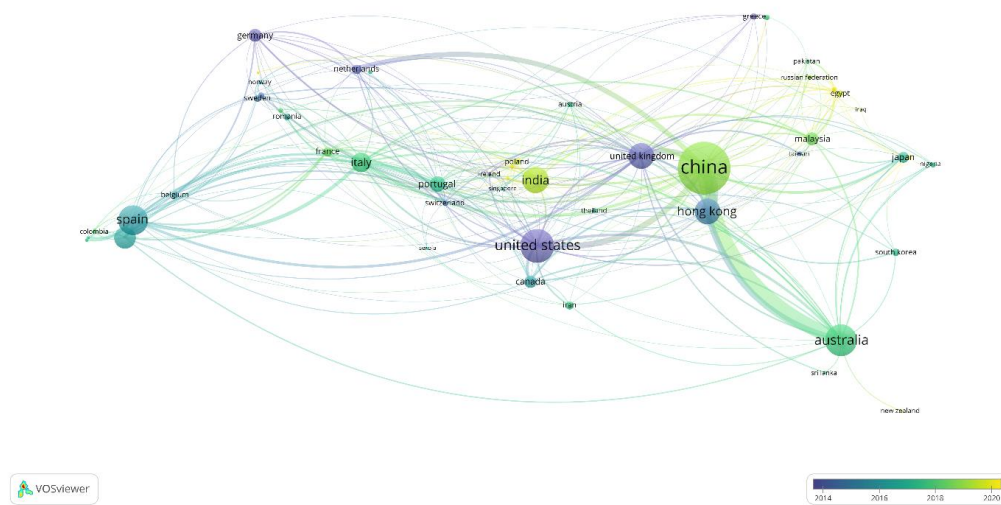 greece
germany
pakistan
netherlands
russian federation
norway
egypt
sweden
austria
iraq
romania
malaysia
france
united kingdom
taiwan
japan
italy
poland
china
nigeria
ireland
india
portugal
singapore
belgium
switzerland
thailand
hong kong
spain
colombia
united states
serbia
south korea
canada
iran
australia
sri lanka
new zealand
VOSviewer
2014 2016 2018 2020